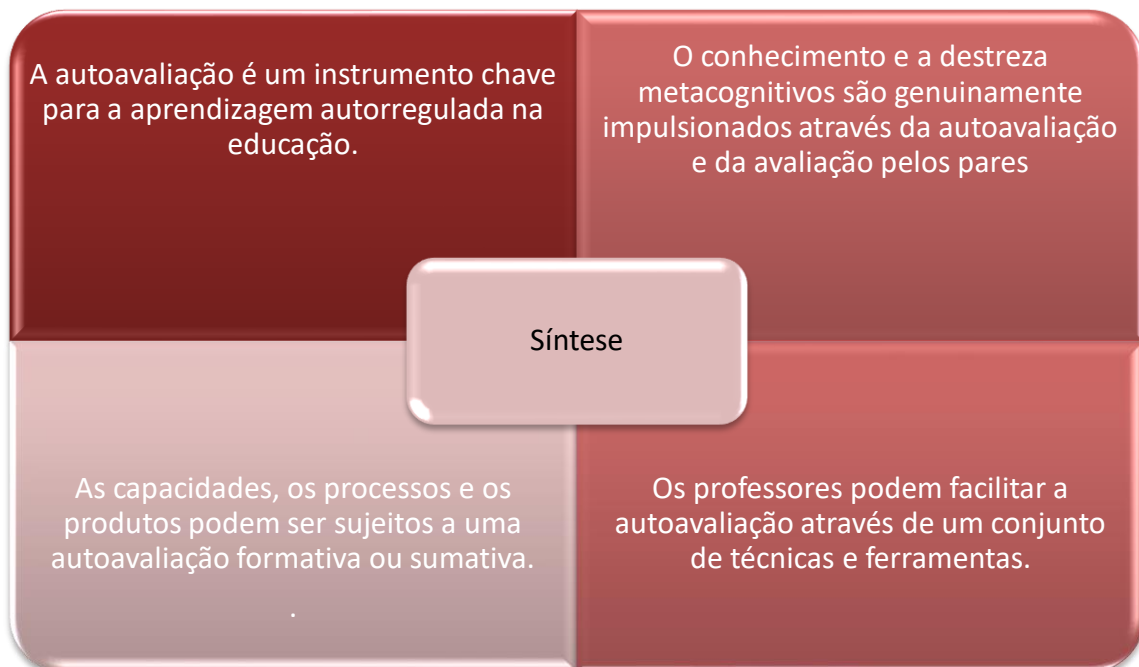 A autoavaliação é um instrumento chave
para a aprendizagem autorregulada na
educação.
O conhecimento e a destreza
metacognitivos são genuinamente
impulsionados através da autoavaliação
e da avaliação pelos pares
Síntese
As capacidades, os processos e os
produtos podem ser sujeitos a uma
autoavaliação formativa ou sumativa.
.
Os professores podem facilitar a
autoavaliação através de um conjunto
de técnicas e ferramentas.